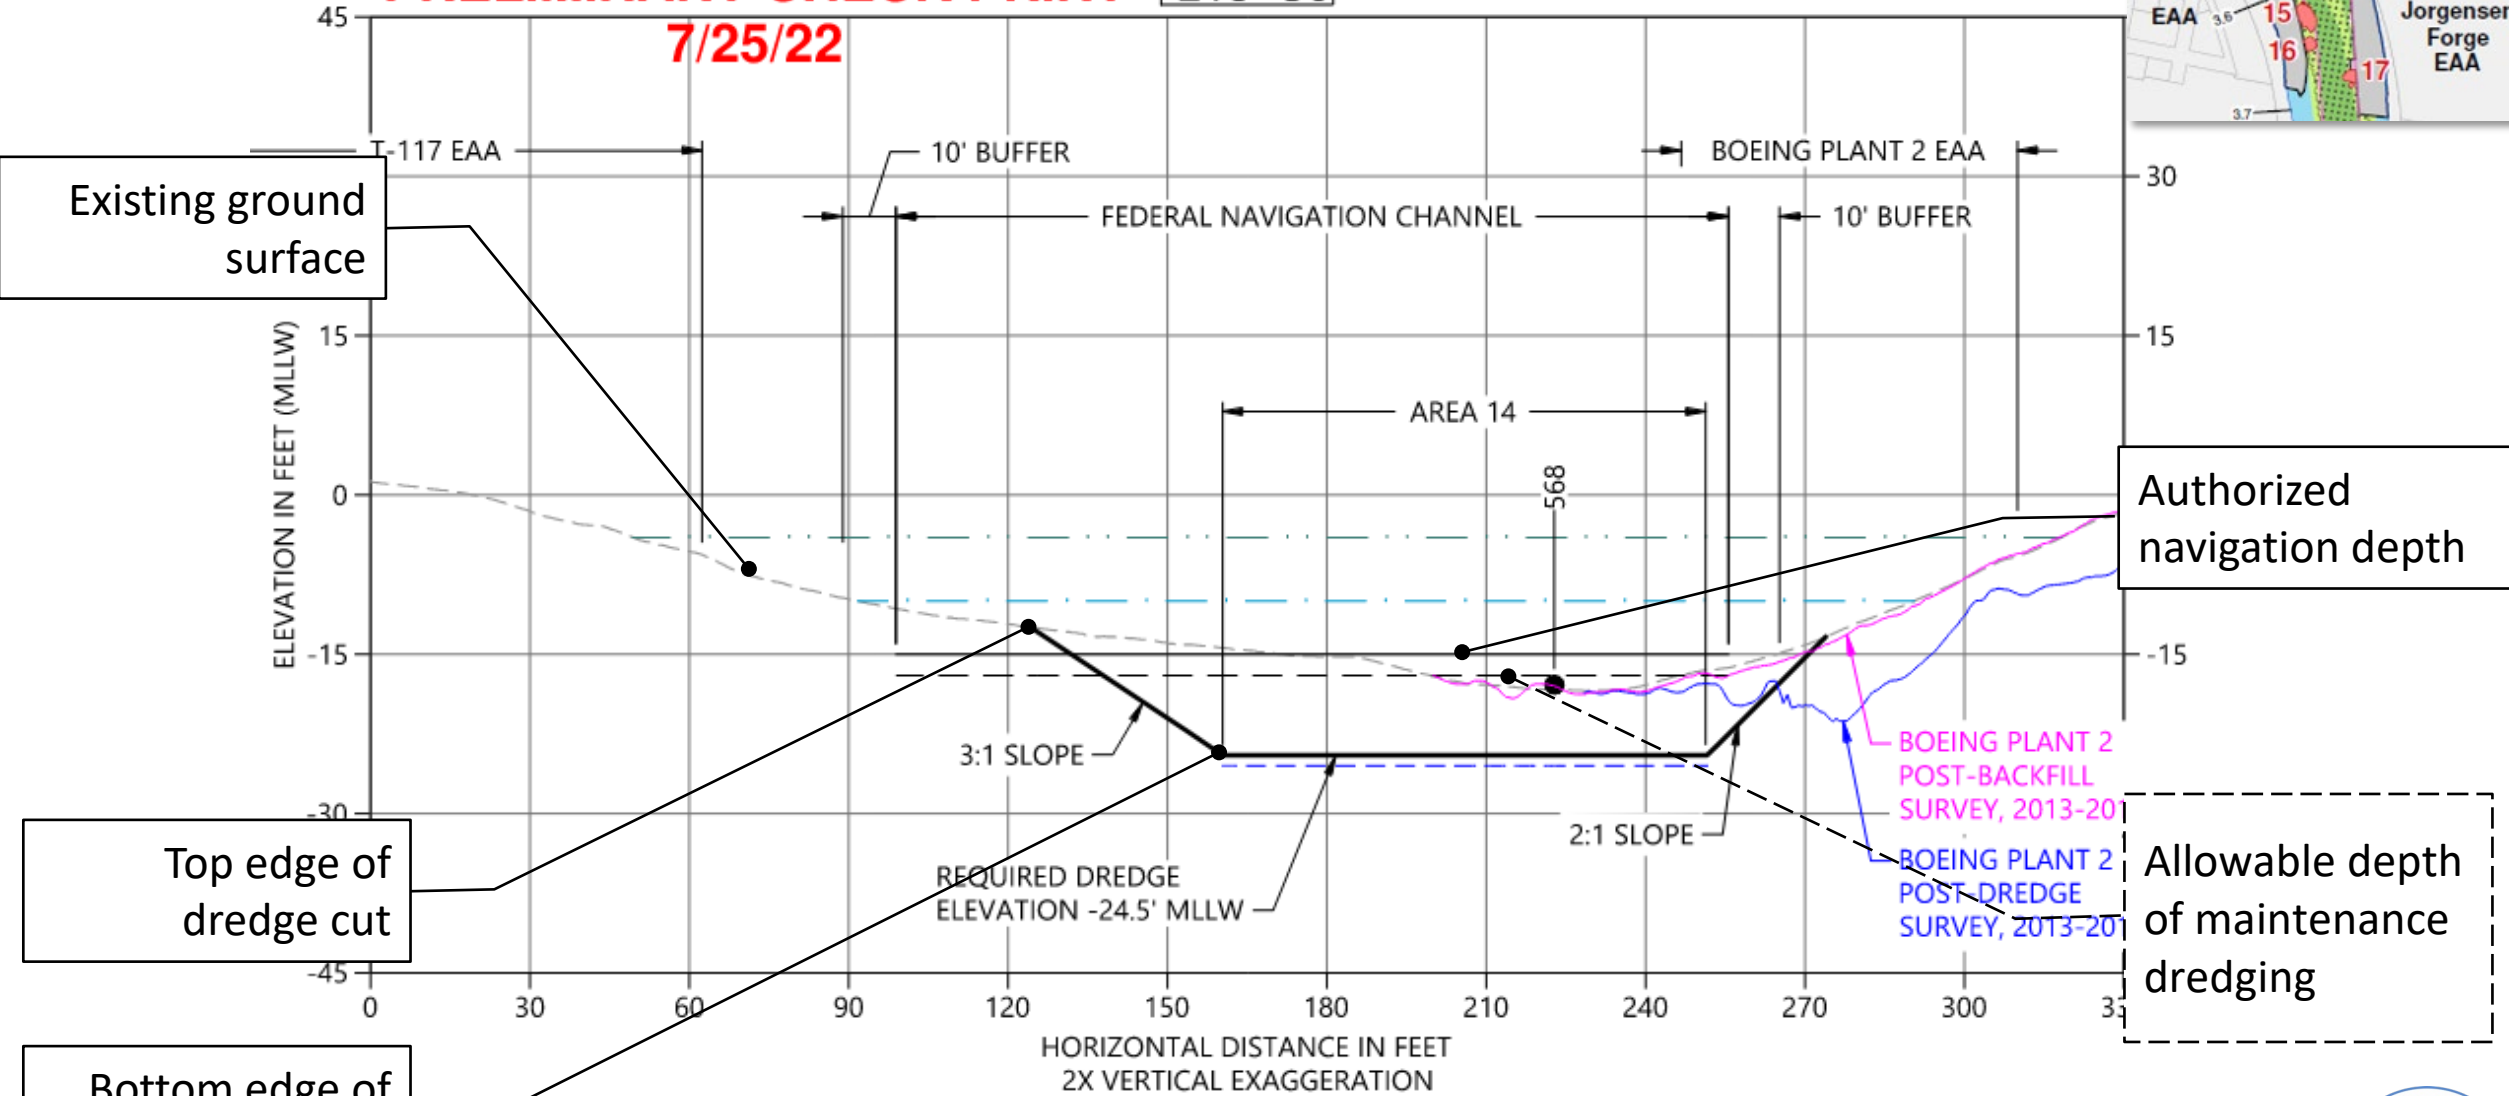 45
7/25/22
EAA
3.6
15
16
17
3.7
Jorgensen
Forge
EAA
T-117 EAA
10' BUFFER
BOEING PLANT 2 EAA
30
Existing ground
surface
FEDERAL NAVIGATION CHANNEL
10' BUFFER
ELEVATION IN FEET (MLLW)
15
15
AREA 14
568
0
Authorized
navigation depth
-15
-15
3:1 SLOPE
BOEING PLANT 2
POST-BACKFILL
SURVEY, 2013-201
2:1 SLOPE
-30
Top edge of
dredge cut
REQUIRED DREDGE
ELEVATION -24.5' MLLW
BOEING PLANT 2
POST-DREDGE
SURVEY, 2013-201
Allowable depth
of maintenance
dredging
-45
0 30 60 90 120 150 180 210 240 270 300
HORIZONTAL DISTANCE IN FEET
2X VERTICAL EXAGGERATION
Bottom edge of